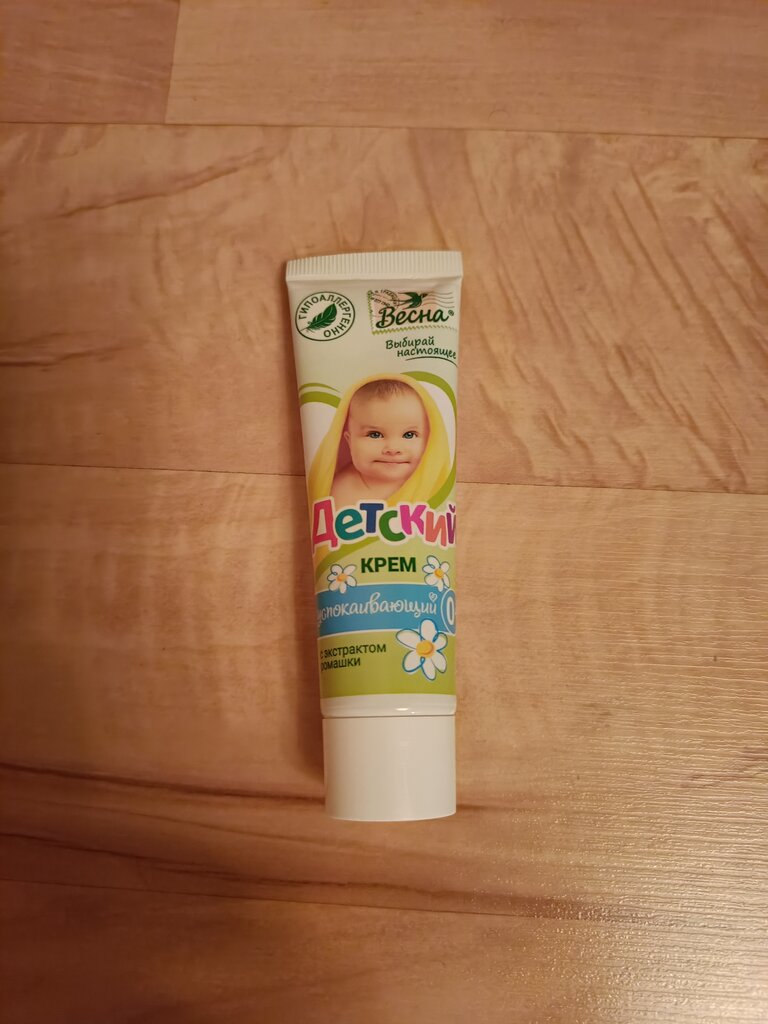 ГИПОАЛЛЕРГЕННО
Весна®
Выбирай
настоящее
Детский
КРЕМ
успокаивающий
с экстрактом
ромашки